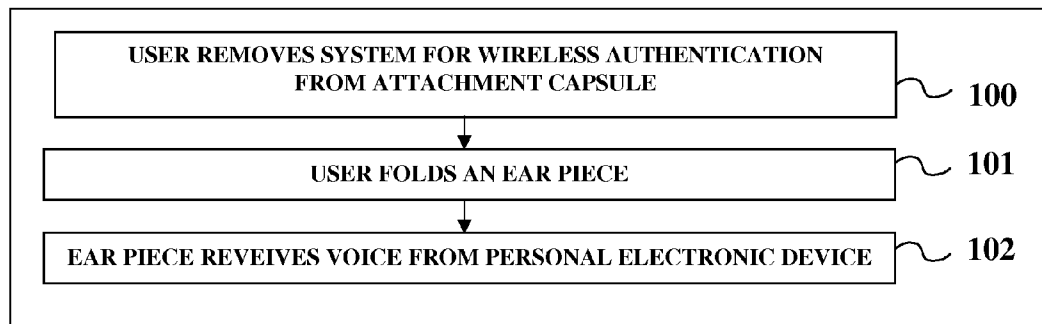 USER REMOVES SYSTEM FOR WIRELESS AUTHENTICATION
FROM ATTACHMENT CAPSULE
100
USER FOLDS AN EAR PIECE
101
EAR PIECE REVEIVES VOICE FROM PERSONAL ELECTRONIC DEVICE
102